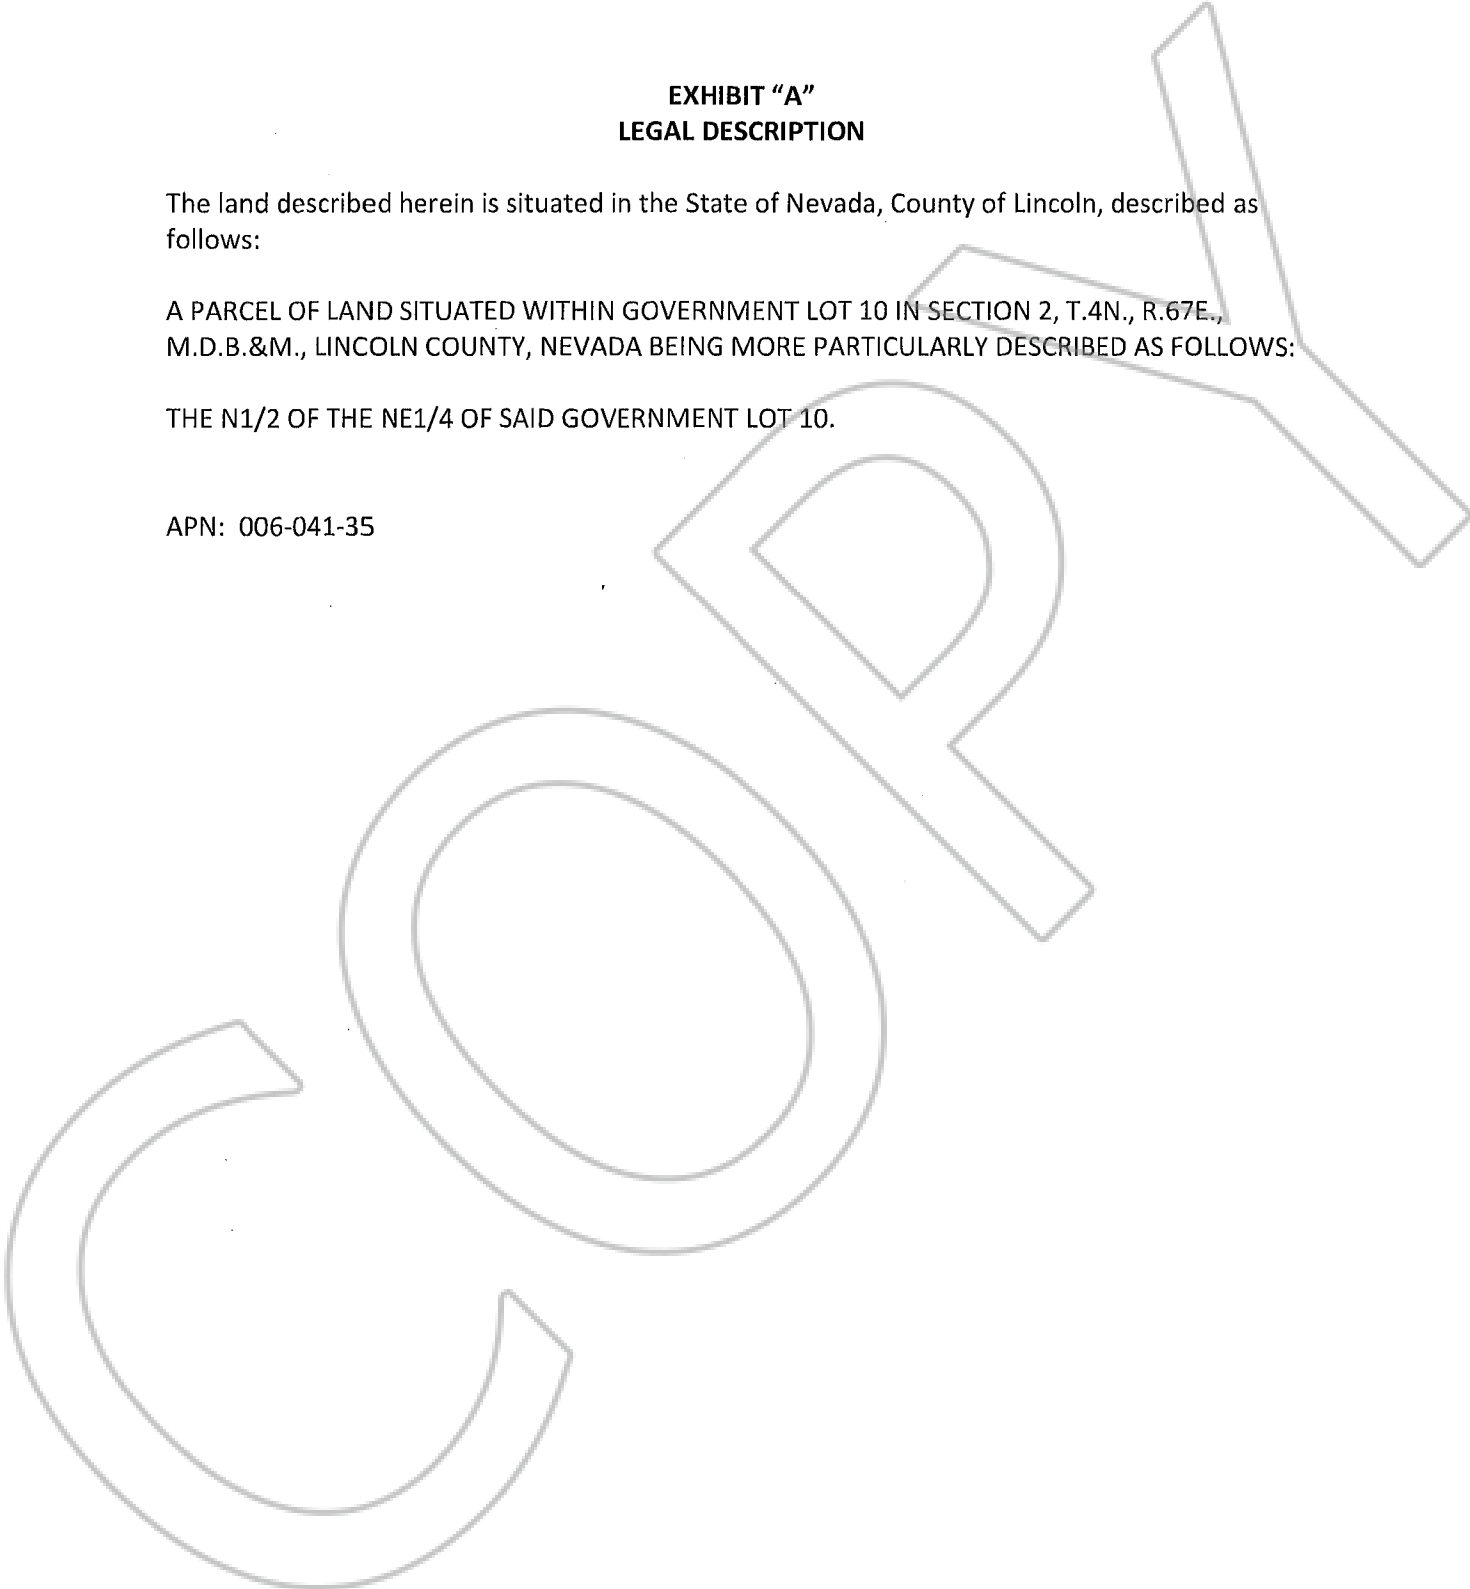 EXHIBIT “A”
LEGAL DESCRIPTION
The land described herein is situated in the State of Nevada, County of Lincoln, described as
follows:
A PARCEL OF LAND SITUATED WITHIN GOVERNMENT LOT 10 IN SECTION 2, T.4N., R.67E.,
M.D.B.&M., LINCOLN COUNTY, NEVADA BEING MORE PARTICULARLY DESCRIBED AS FOLLOWS:
THE N1/2 OF THE NE1/4 OF SAID GOVERNMENT LOT 10.
APN: 006-041-35
COPY